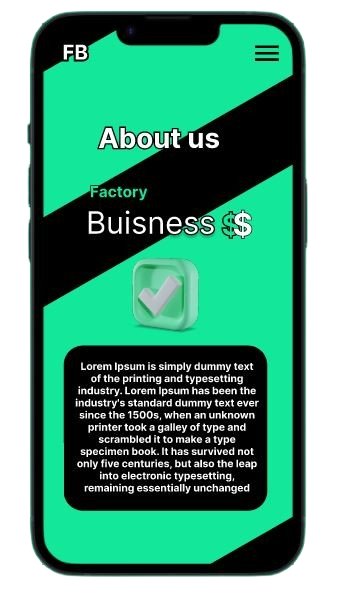 FB
About us
Factory
Buisness $$
Lorem Ipsum is simply dummy text
of the printing and typesetting
industry. Lorem Ipsum has been the
industry's standard dummy text ever
since the 1500s, when an unknown
printer took a galley of type and
scrambled it to make a type
specimen book. It has survived not
only five centuries, but also the leap
into electronic typesetting,
remaining essentially unchanged